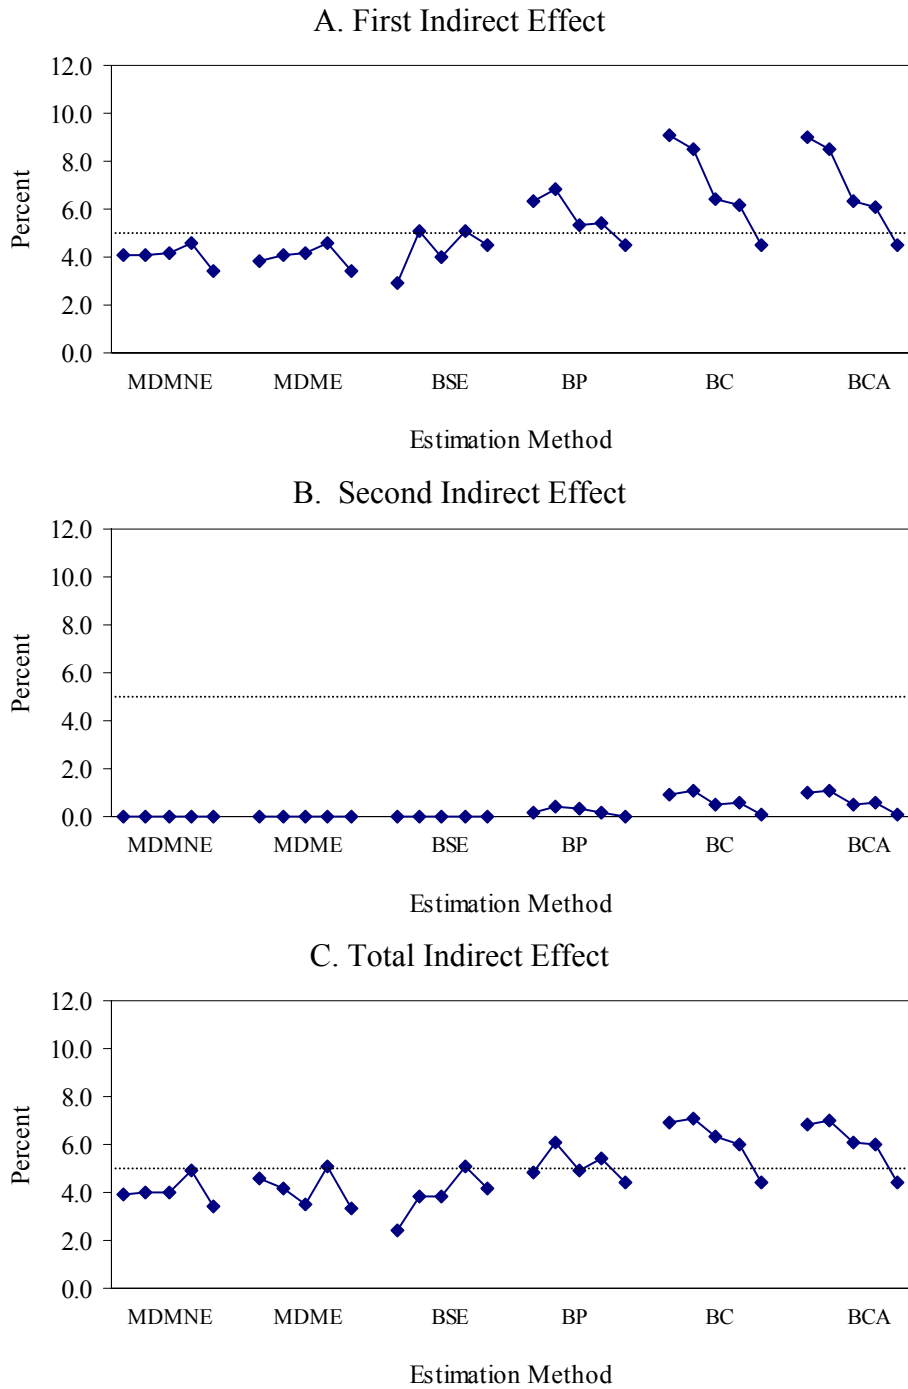 A. First Indirect Effect
12.0
10.0
8.0
6.0
4.0
2.0
0.0
Percent
MDMNE MDME BSE BP BC BCA
Estimation Method
B. Second Indirect Effect
12.0
10.0
8.0
6.0
4.0
2.0
0.0
Percent
MDMNE MDME BSE BP BC BCA
Estimation Method
C. Total Indirect Effect
12.0
10.0
8.0
6.0
4.0
2.0
0.0
Percent
MDMNE MDME BSE BP BC BCA
Estimation Method